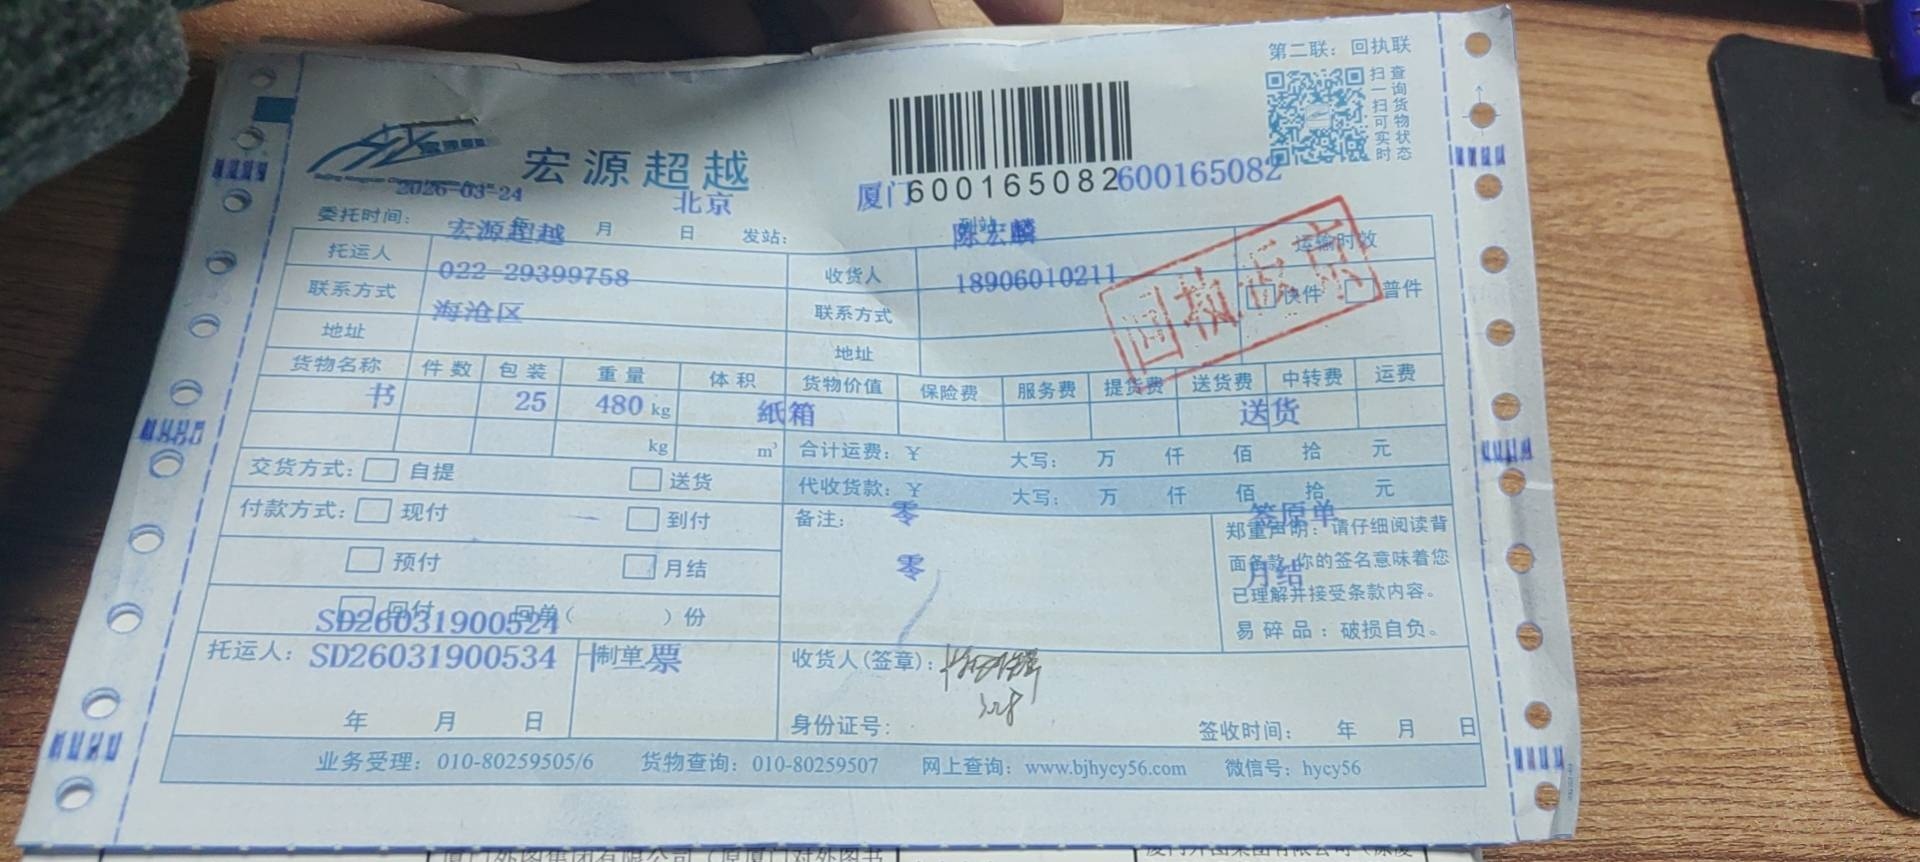 第二联：回执联
扫一扫可实时
查询货物状态
宏源超越
2026-03-24
北京
厦门
600165082
600165082
委托时间： 年 月 日 发站： 到站
宏源超越
陈宏麟
托运人 收货人 运输时效
022-29399758
18906010211
联系方式 联系方式 快件 普件
海沧区
地址 地址
回执
货物名称 件数 包装 重量 体积 货物价值 保险费 服务费 提货费 送货费 中转费 运费
书 25 480 kg 纸箱 送货
kg m³ 合计运费：¥ 大写： 万 仟 佰 拾 元
交货方式： 自提 送货 代收货款：¥ 大写： 万 仟 佰 拾 元
付款方式： 现付 到付 备注： 零 签原单
郑重声明：请仔细阅读背
预付 月结 零 月结
面条款，你的签名意味着您
已理解并接受条款内容。
回付 回单（ ）份 易碎品：破损自负。
SD26031900524
托运人： SD26031900534 制单 票 收货人(签章)：
328
年 月 日 身份证号： 签收时间： 年 月 日
业务受理：010-80259505/6 货物查询：010-80259507 网上查询：www.bjhycy56.com 微信号：hycy56